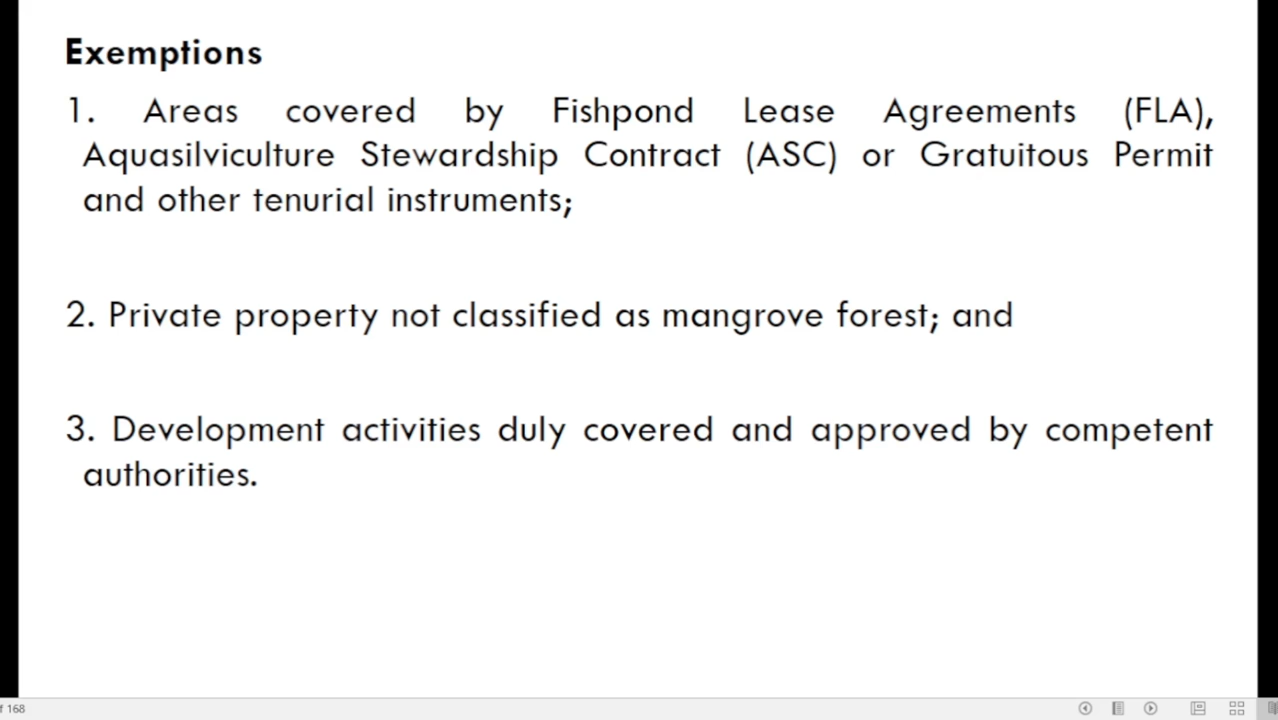 Exemptions
1. Areas covered by Fishpond Lease Agreements (FLA),
Aquasilviculture Stewardship Contract (ASC) or Gratuitous Permit
and other tenurial instruments;
2. Private property not classified as mangrove forest; and
3. Development activities duly covered and approved by competent
authorities.
f 168